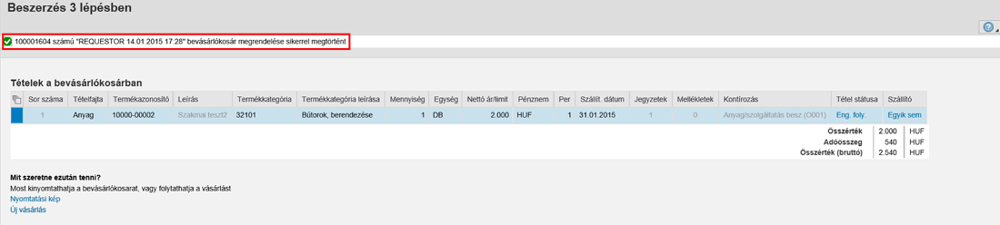 Beszerzés 3 lépésben
100001604 számú "REQUESTOR 14.01.2015 17:28" bevásárlókosár megrendelése sikerrel megtörtént
Tételek a bevásárlókosárban
Sor száma Tételfajta Termékazonosító Leírás Termékkategória Termékkategória leírása Mennyiség Egység Nettó ár/limit Pénznem Per Szállít. dátum Jegyzetek Mellékletek Kontírozás Tétel státusa Szállító
1 Anyag 10000-00002 Szakmai teszt2 32101 Bútorok, berendezése 1 DB 2.000 HUF 1 31.01.2015 1 0 Anyag/szolgáltatás besz (O001) Eng. foly. Egyik sem
Összérték 2.000 HUF
Adóösszeg 540 HUF
Összérték (bruttó) 2.540 HUF
Mit szeretne ezután tenni?
Most kinyomtathatja a bevásárlókosarat, vagy folytathatja a vásárlást
Nyomtatási kép
Új vásárlás